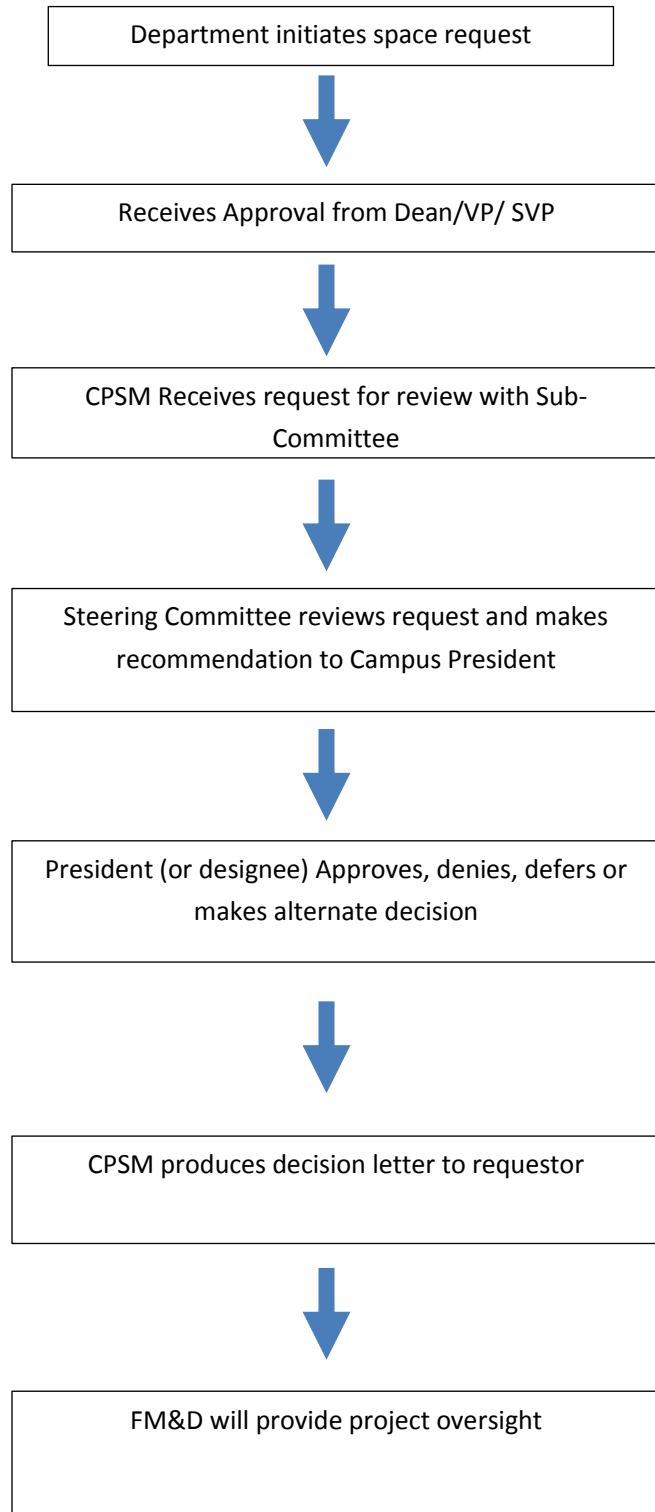 Department initiates space request
Receives Approval from Dean/VP/ SVP
CPSM Receives request for review with Sub-
Committee
Steering Committee reviews request and makes
recommendation to Campus President
President (or designee) Approves, denies, defers or
makes alternate decision
CPSM produces decision letter to requestor
FM&D will provide project oversight